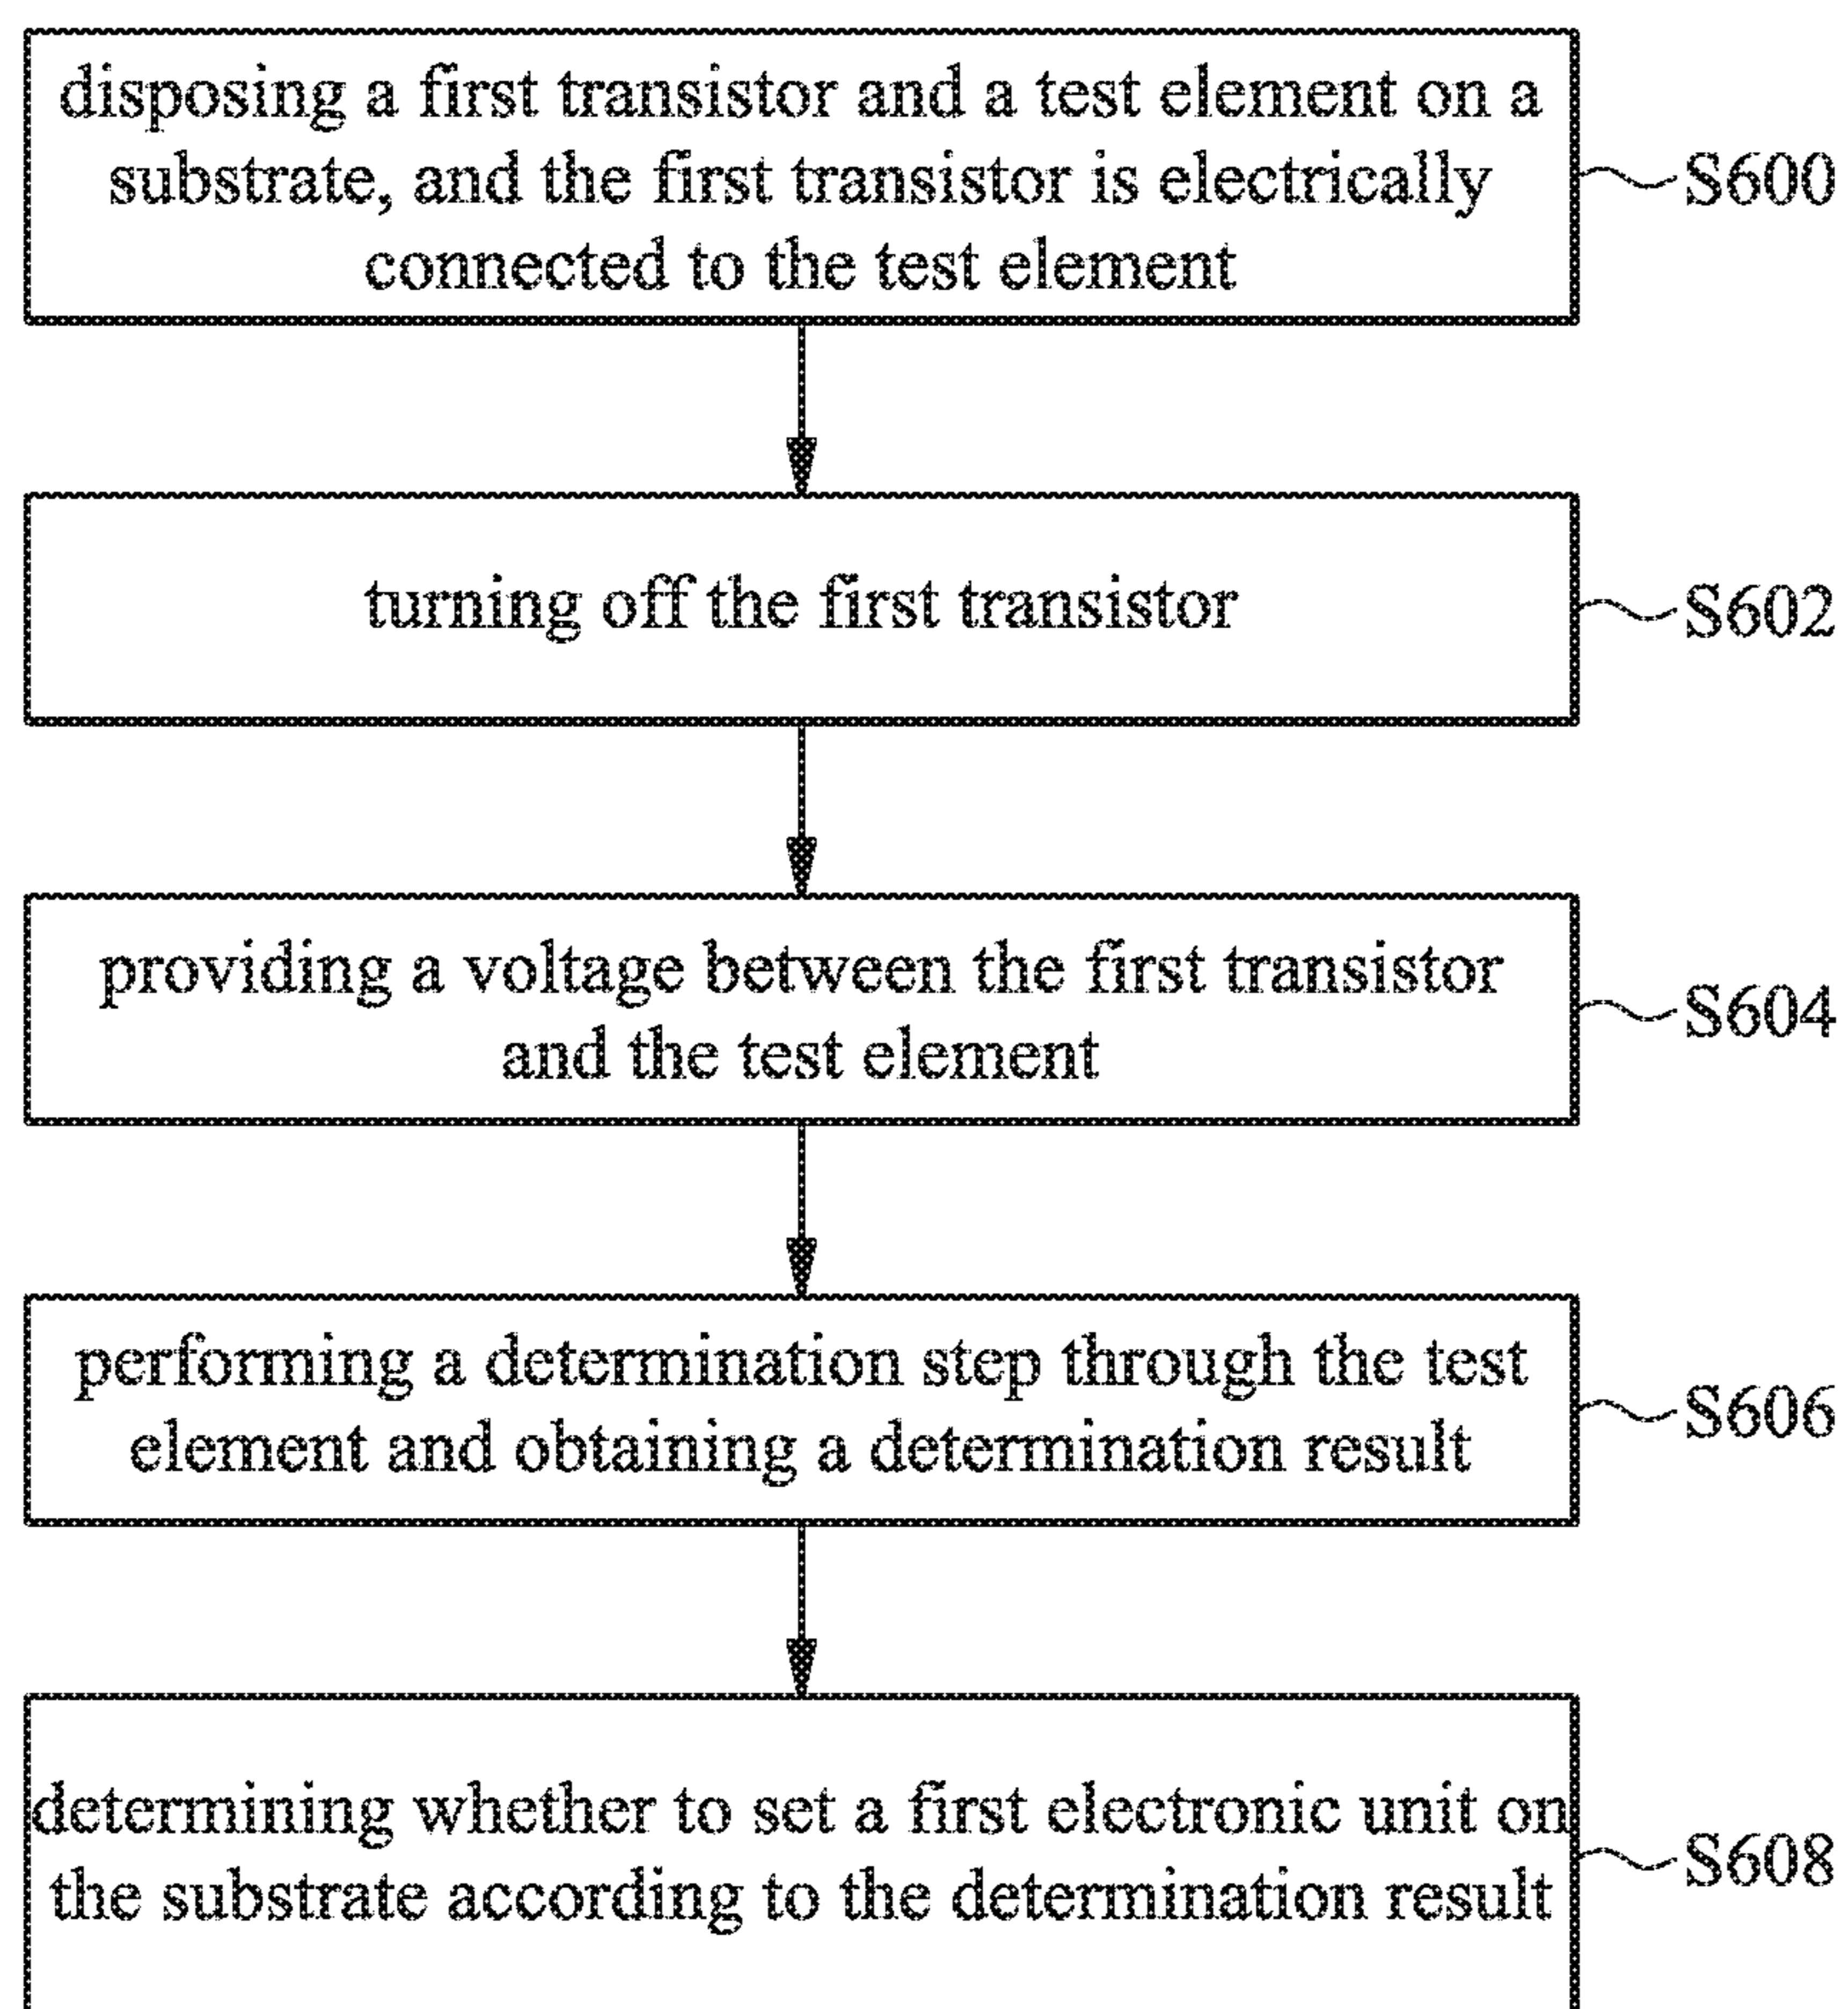 disposing a first transistor and a test element on a
substrate, and the first transistor is electrically
connected to the test element
S600
turning off the first transistor
S602
providing a voltage between the first transistor
and the test element
S604
performing a determination step through the test
element and obtaining a determination result
S606
determining whether to set a first electronic unit on
the substrate according to the determination result
S608